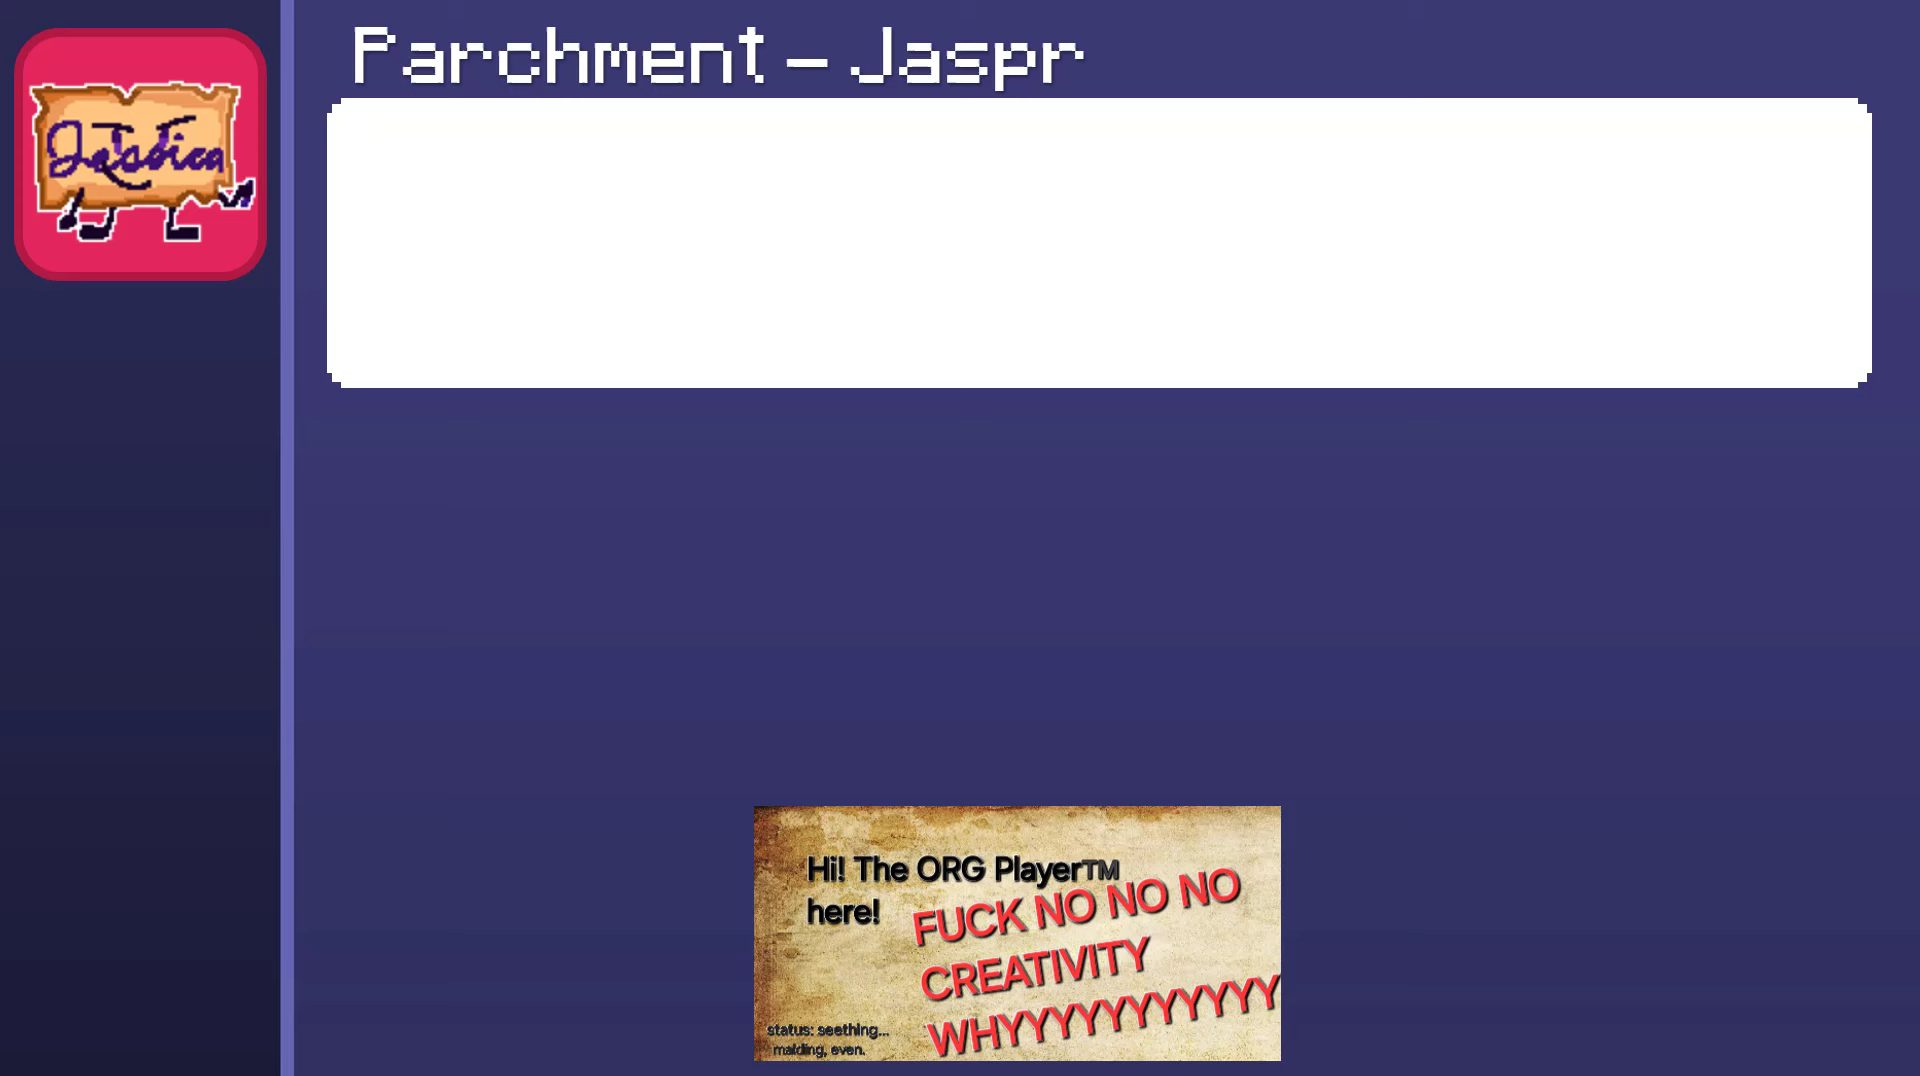 Parchment - Jaspr
Jessica
Hi! The ORG Player™
here!
FUCK NO NO NO
CREATIVITY
WHYYYYYYYYYYY
status: seething...
malding, even.